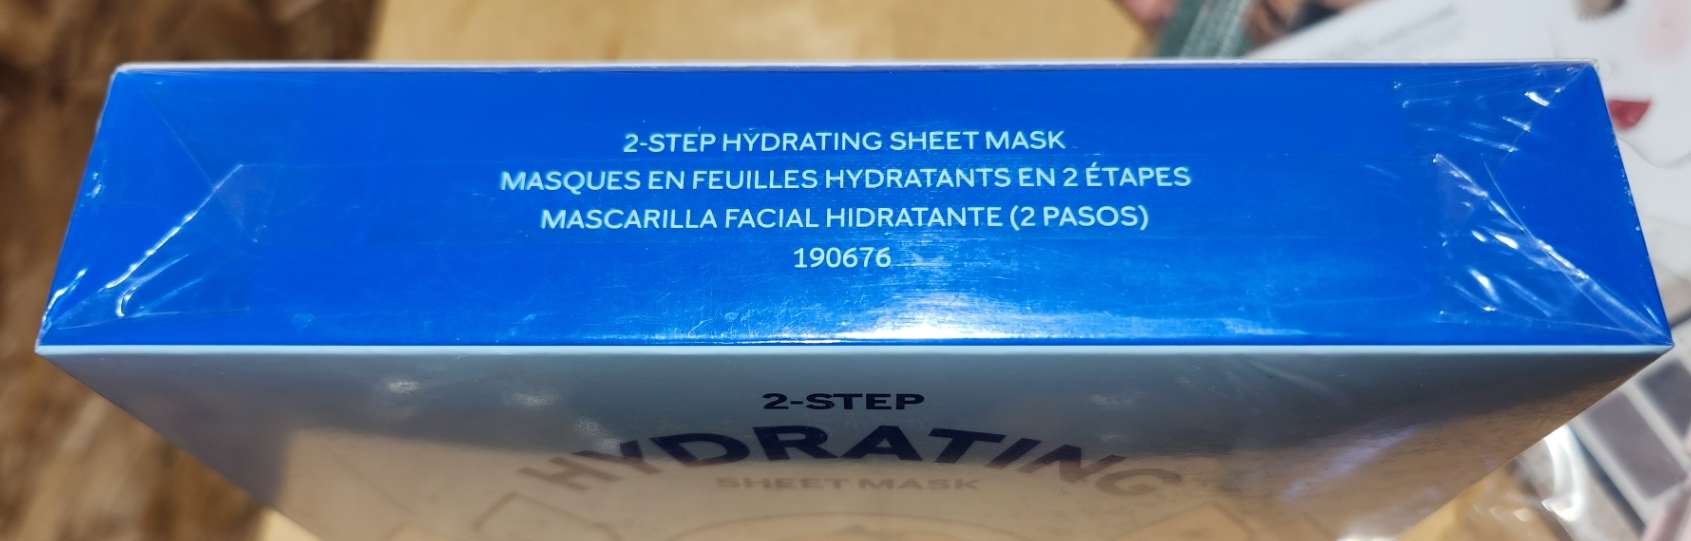 2-STEP HYDRATING SHEET MASK
MASQUES EN FEUILLES HYDRATANTS EN 2 ÉTAPES
MASCARILLA FACIAL HIDRATANTE (2 PASOS)
190676
2-STEP
HYDRATING
SHEET MASK